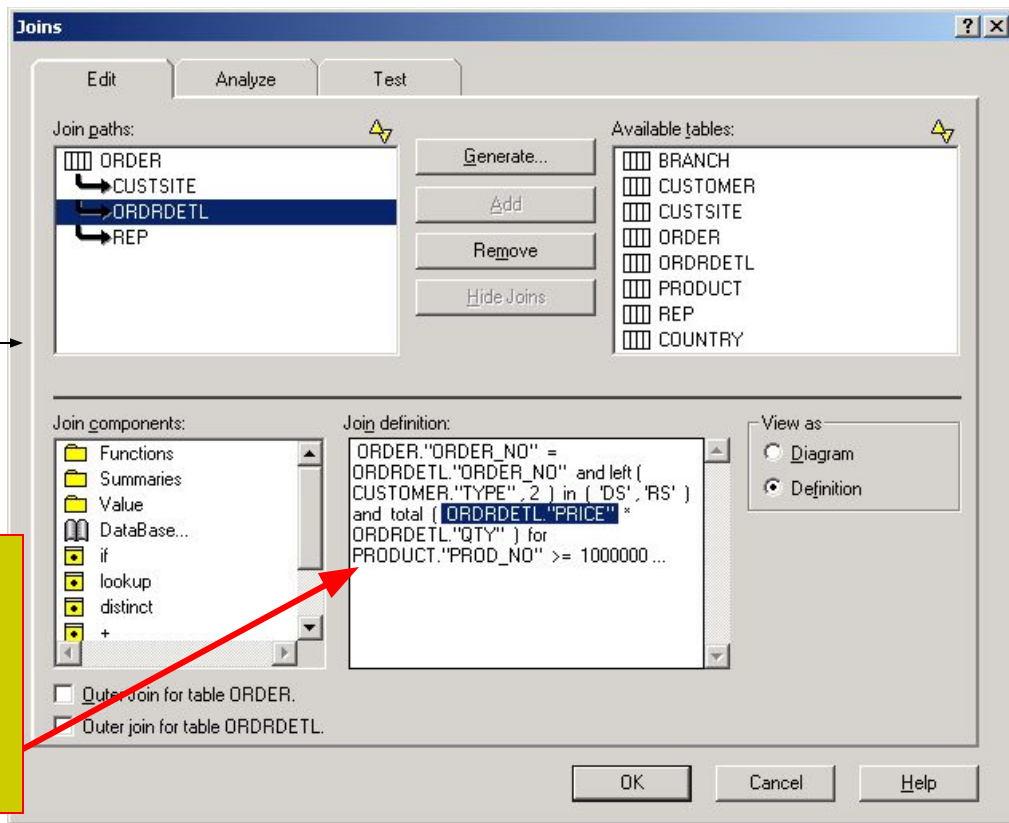 Joins
Edit Analyze Test
Join paths:
ORDER
CUSTSITE
ORDRDETL
REP
Generate...
Add
Remove
Hide Joins
Available tables:
BRANCH
CUSTOMER
CUSTSITE
ORDER
ORDRDETL
PRODUCT
REP
COUNTRY
Join components:
Functions
Summaries
Value
DataBase...
if
lookup
distinct
+
Join definition:
ORDER."ORDER_NO" =
ORDRDETL."ORDER_NO" and left (
CUSTOMER."TYPE" , 2 ) in ( 'DS' , 'RS' )
and total ( ORDRDETL."PRICE" *
ORDRDETL."QTY" ) for
PRODUCT."PROD_NO" >= 1000000 ...
View as
Diagram
Definition
Outer Join for table ORDER.
Outer join for table ORDRDETL.
OK Cancel Help